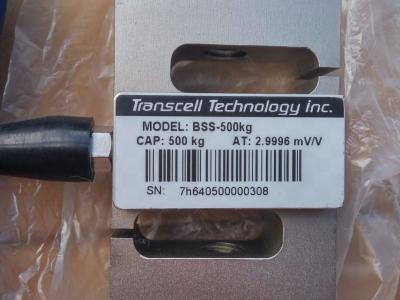 Transcell Technology inc.
MODEL: BSS-500kg
CAP: 500 kg AT: 2.9996 mV/V
SN: 7h640500000308